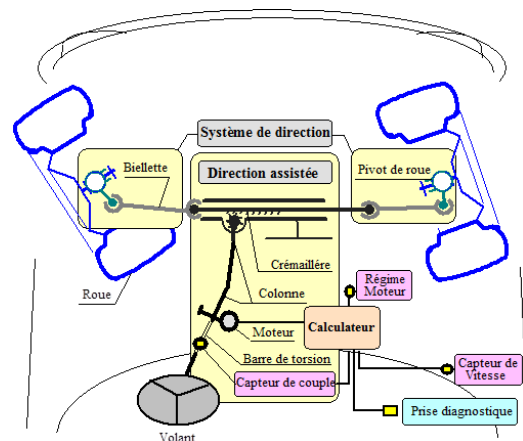 Système de direction
Biellette
Pivot de roue
Direction assistée
Crémaillére
Roue
Régime
Moteur
Colonne
Moteur
Calculateur
Barre de torsion
Capteur de couple
Capteur de
Vitesse
Prise diagnostique
Volant